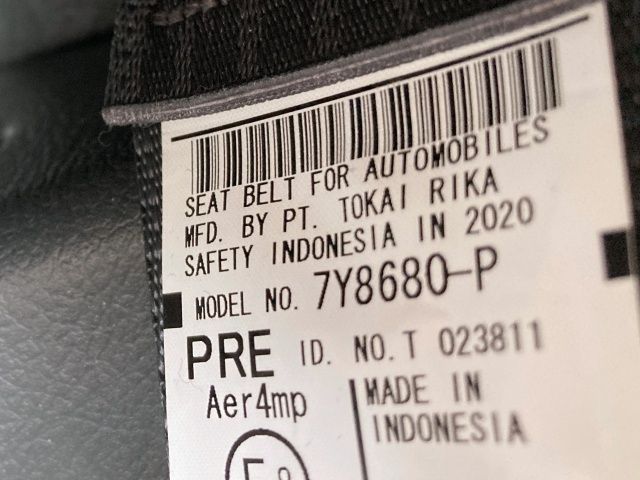 SEAT BELT FOR AUTOMOBILES
MFD. BY PT. TOKAI RIKA
SAFETY INDONESIA IN 2020
MODEL NO. 7Y8680-P
PRE ID. NO. T 023811
Aer4mp
MADE IN
INDONESIA